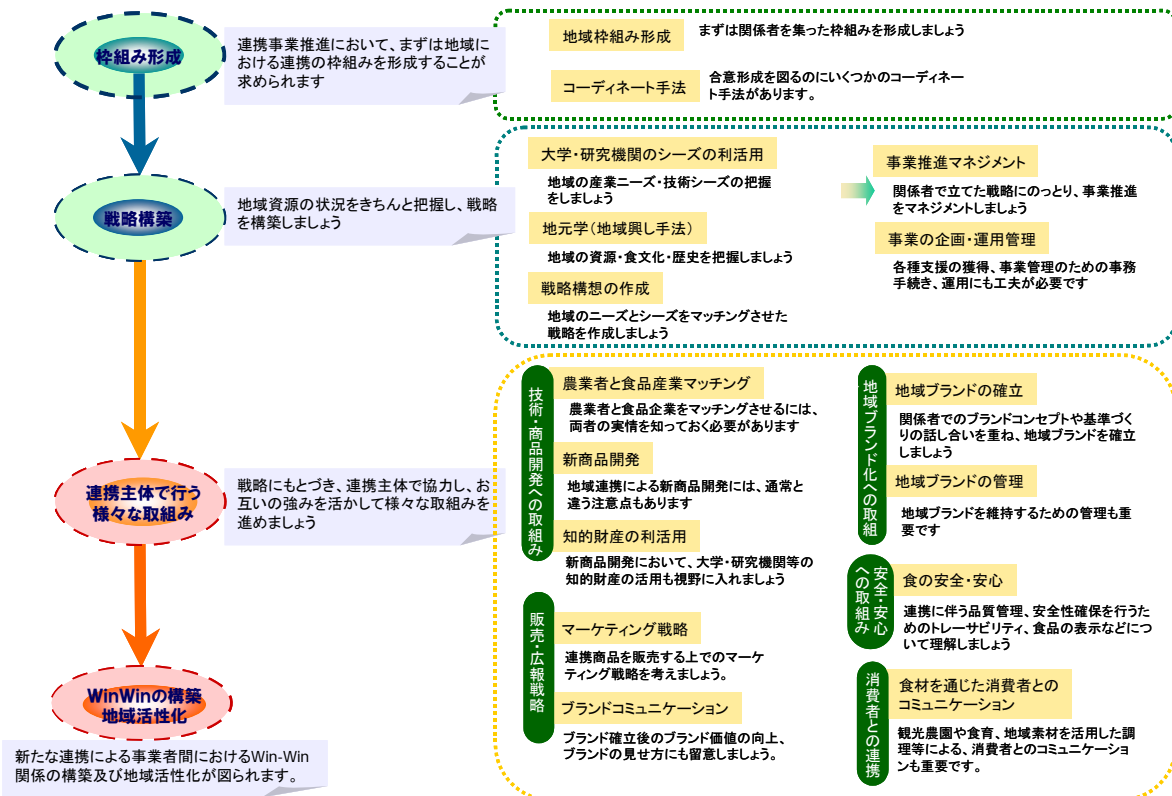 枠組み形成
連携事業推進において、まずは地域に
おける連携の枠組みを形成することが
求められます
地域枠組み形成
まずは関係者を集った枠組みを形成しましょう
コーディネート手法
合意形成を図るのにいくつかのコーディネー
ト手法があります。
戦略構築
地域資源の状況をきちんと把握し、戦略
を構築しましょう
大学・研究機関のシーズの利活用
地域の産業ニーズ・技術シーズの把握
をしましょう
地元学(地域興し手法)
地域の資源・食文化・歴史を把握しましょう
戦略構想の作成
地域のニーズとシーズをマッチングさせた
戦略を作成しましょう
事業推進マネジメント
関係者で立てた戦略にのっとり、事業推進
をマネジメントしましょう
事業の企画・運用管理
各種支援の獲得、事業管理のための事務
手続き、運用にも工夫が必要です
連携主体で行う
様々な取組み
戦略にもとづき、連携主体で協力し、お
互いの強みを活かして様々な取組みを
進めましょう
技術・商品開発への取組み
農業者と食品産業マッチング
農業者と食品企業をマッチングさせるには、
両者の実情を知っておく必要があります
新商品開発
地域連携による新商品開発には、通常と
違う注意点もあります
知的財産の利活用
新商品開発において、大学・研究機関等の
知的財産の活用も視野に入れましょう
販売・広報戦略
マーケティング戦略
連携商品を販売する上でのマーケ
ティング戦略を考えましょう。
ブランドコミュニケーション
ブランド確立後のブランド価値の向上、
ブランドの見せ方にも留意しましょう。
地域ブランド化への取組
地域ブランドの確立
関係者でのブランドコンセプトや基準づく
りの話し合いを重ね、地域ブランドを確立
しましょう
地域ブランドの管理
地域ブランドを維持するための管理も重
要です
安全・安心
への取組み
食の安全・安心
連携に伴う品質管理、安全性確保を行うた
めのトレーサビリティ、食品の表示などにつ
いて理解しましょう
消費者との連携
食材を通じた消費者との
コミュニケーション
観光農園や食育、地域素材を活用した調
理等による、消費者とのコミュニケーショ
ンも重要です。
WinWinの構築
地域活性化
新たな連携による事業者間におけるWin-Win
関係の構築及び地域活性化が図られます。